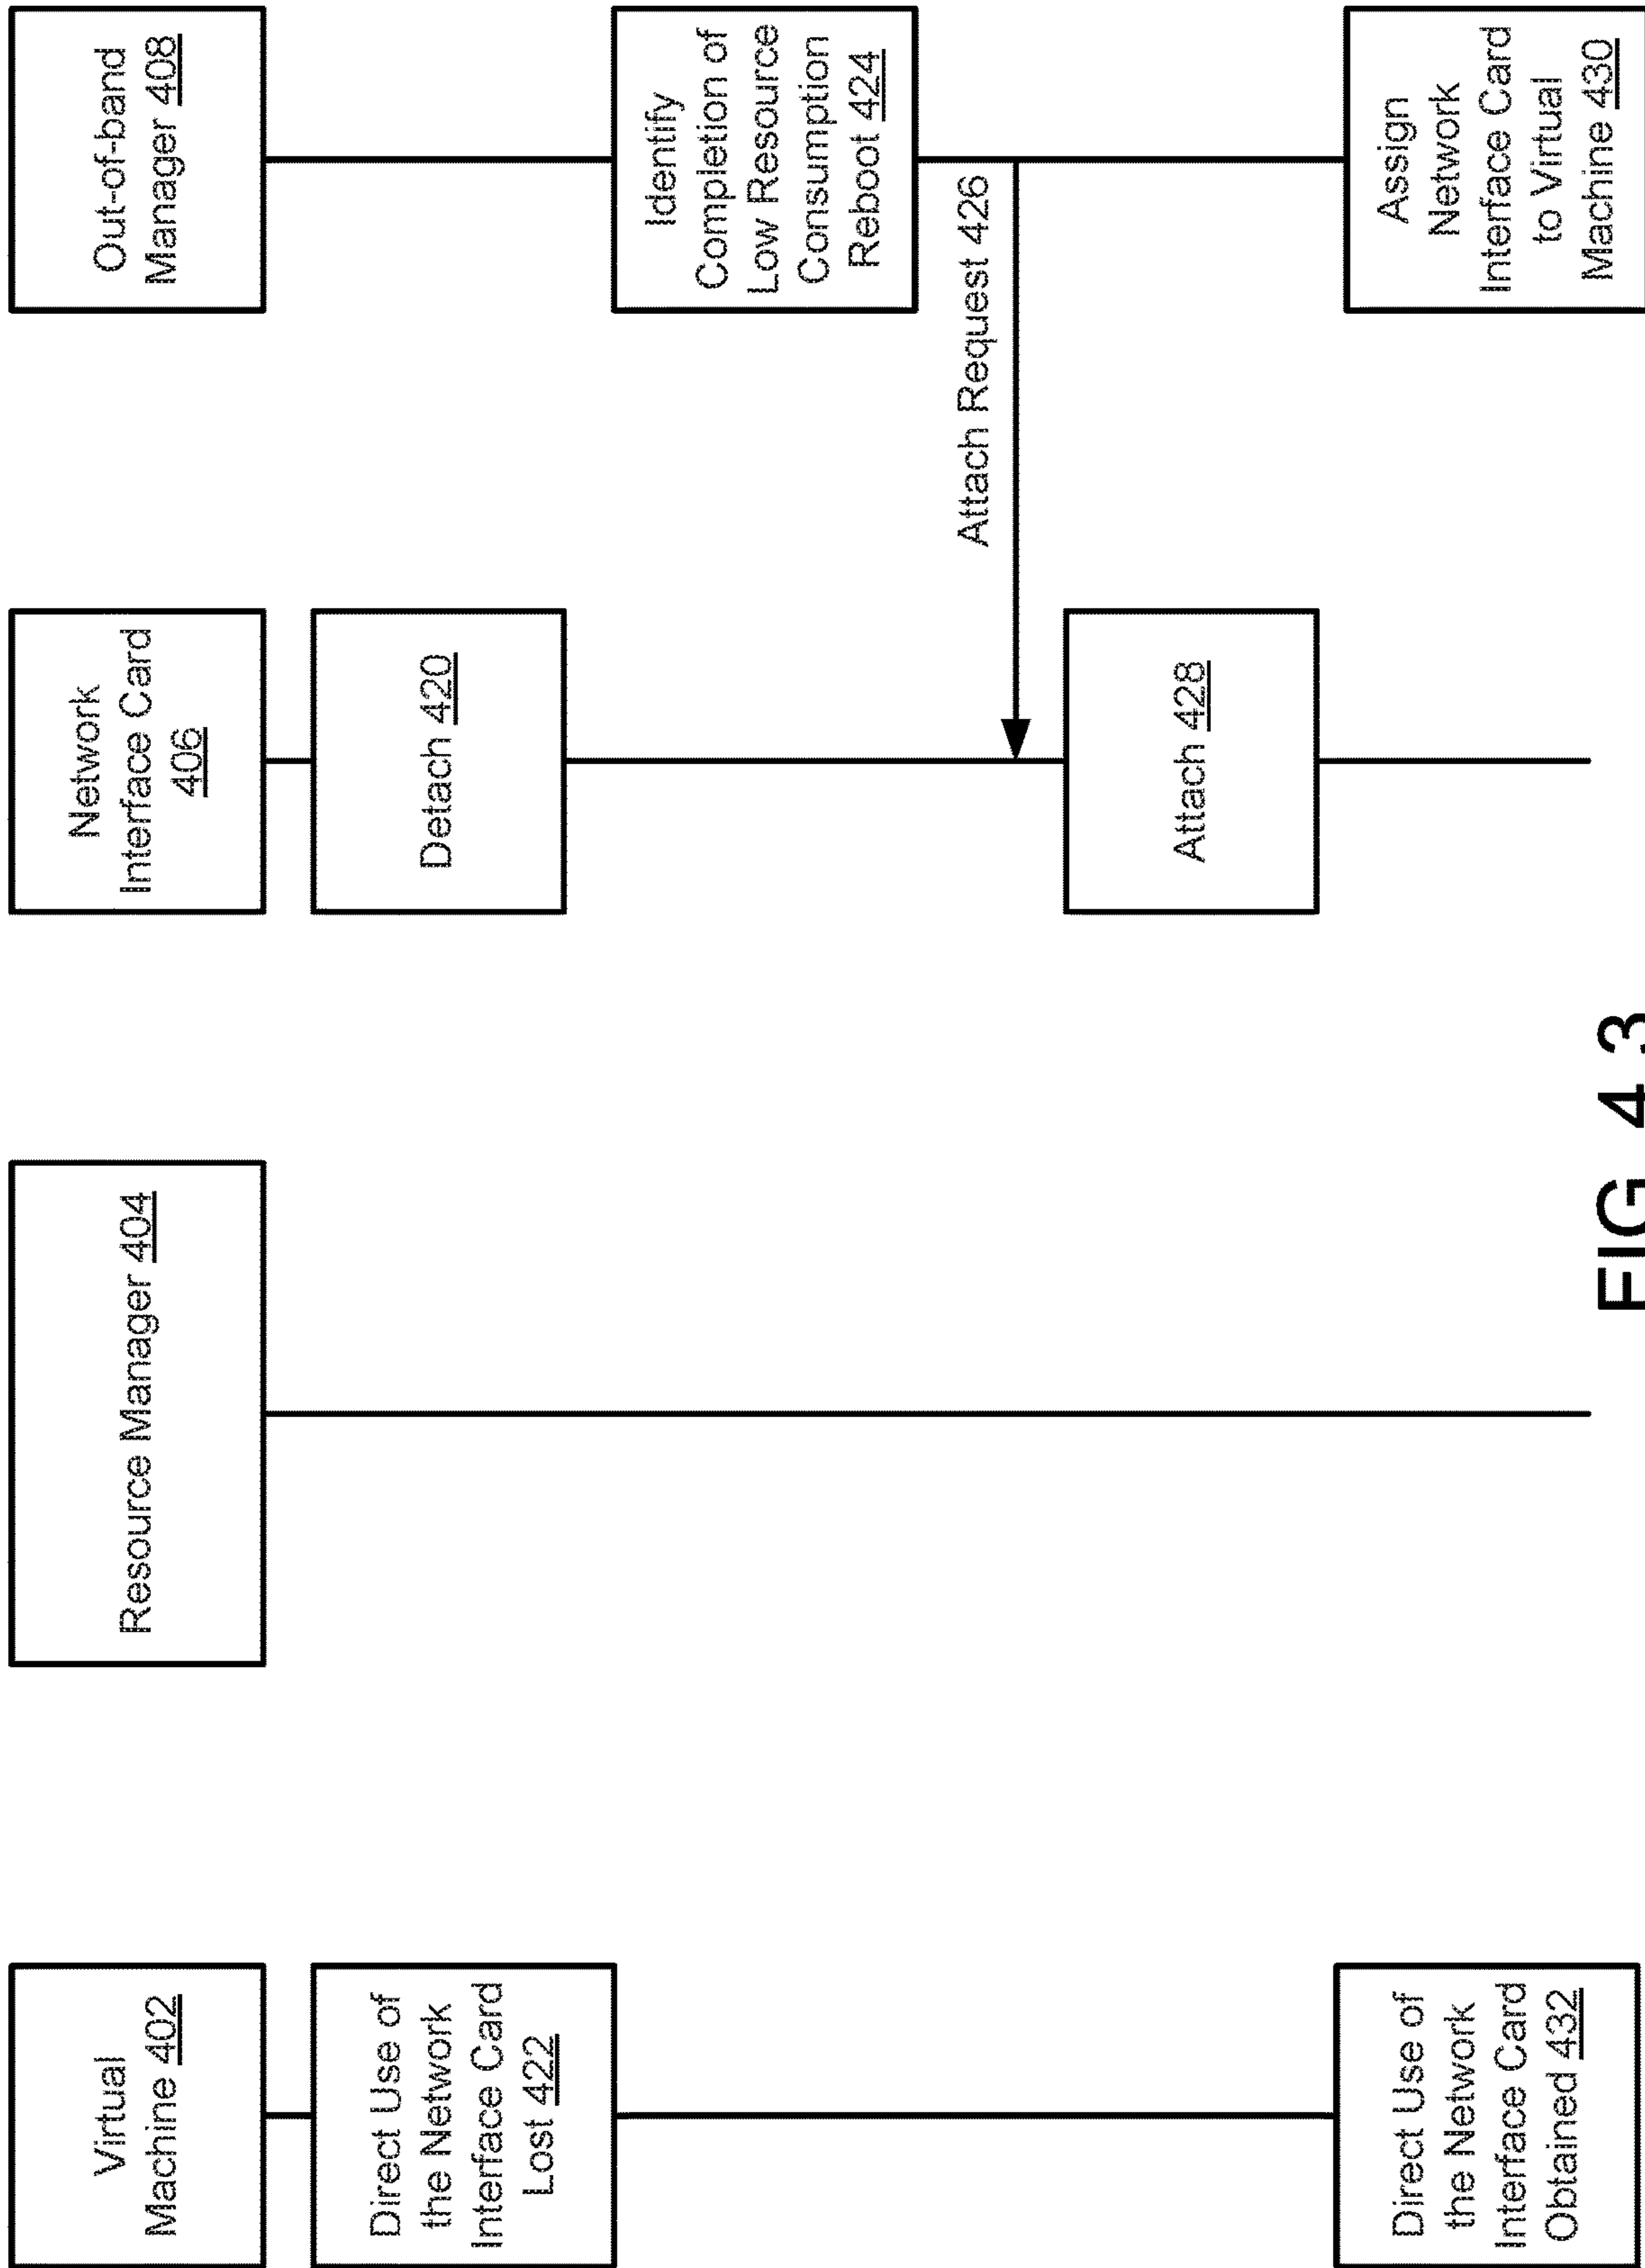 Virtual
Machine 402
Resource Manager 404
Network
Interface Card
406
Out-of-band
Manager 408
Direct Use of
the Network
Interface Card
Lost 422
Detach 420
Identify
Completion of
Low Resource
Consumption
Reboot 424
Attach Request 426
Attach 428
Direct Use of
the Network
Interface Card
Obtained 432
Assign
Network
Interface Card
to Virtual
Machine 430
FIG. 4.3